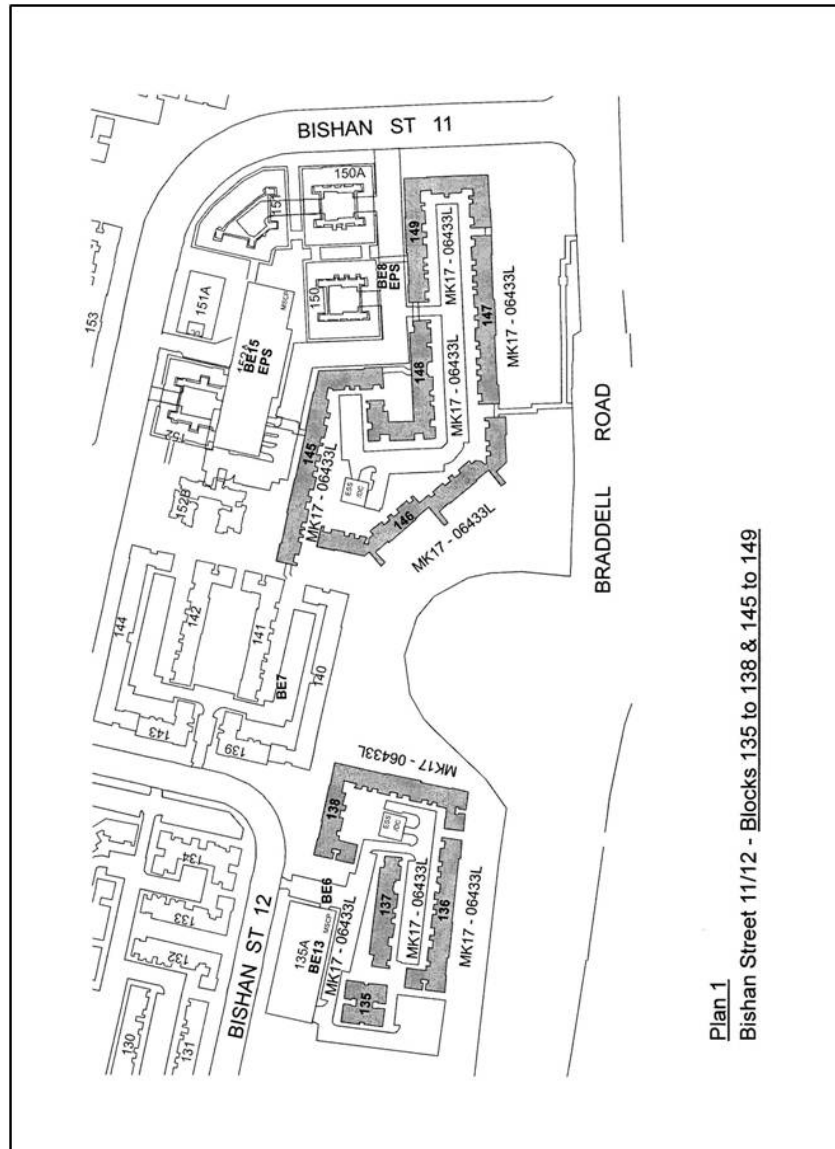 BISHAN ST 11
153
151A
151
150A
150
BE8
EPS
MSCP
152A
BE15
EPS
152
152B
149
MK17 - 06433L
147
MK17 - 06433L
148
MK17 - 06433L
145
MK17 - 06433L
ESS
/DC
146
MK17 - 06433L
144
142
141
BE7
140
143
139
BRADDELL ROAD
138
MK17 - 06433L
ESS
/DC
BE6
MSCP
135A
BE13
MK17 - 06433L
137
MK17 - 06433L
136
MK17 - 06433L
135
134
133
132
130
131
BISHAN ST 12
Plan 1
Bishan Street 11/12 - Blocks 135 to 138 & 145 to 149